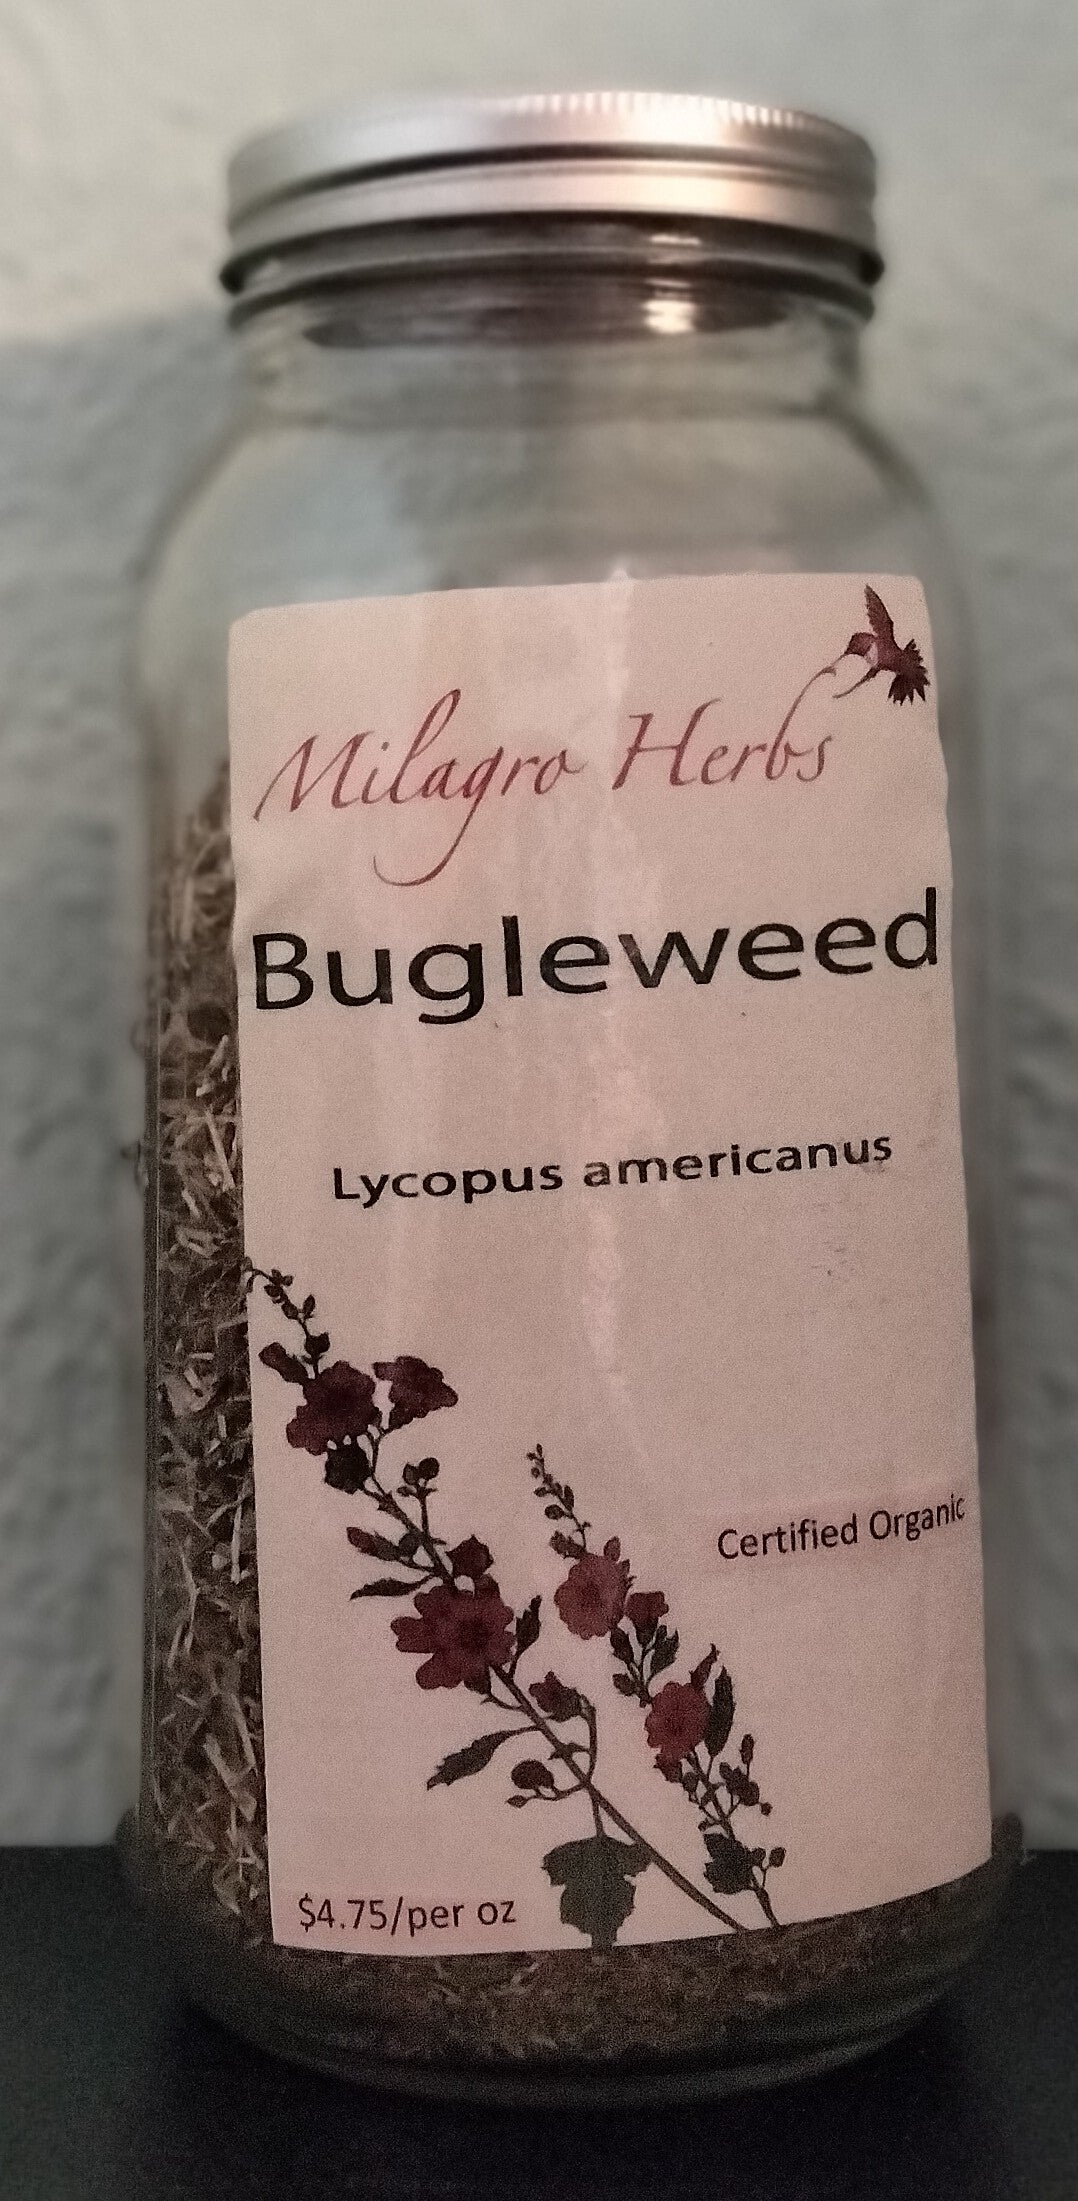 Milagro Herbs
Bugleweed
Lycopus americanus
Certified Organic
$4.75/per oz